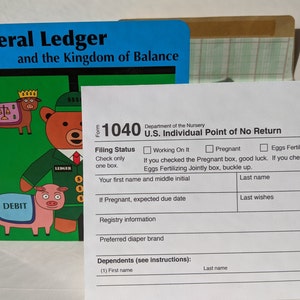 eral Ledger
and the Kingdom of Balance
LEDGER
DEBIT
Form 1040 Department of the Nursery
U.S. Individual Point of No Return
Filing Status
Check only
one box.
Working On It
Pregnant
Eggs Fertil
If you checked the Pregnant box, good luck. If you
Eggs Fertilizing Jointly box, buckle up.
Your first name and middle initial
Last name
If Pregnant, expected due date
Last wishes
Registry information
Preferred diaper brand
Dependents (see instructions):
(1) First name
Last name